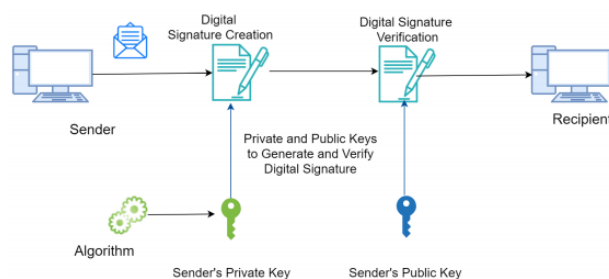 Digital
Signature Creation
Digital Signature
Verification
Sender
Recipient
Private and Public Keys
to Generate and Verify
Digital Signature
Algorithm
Sender's Private Key
Sender's Public Key